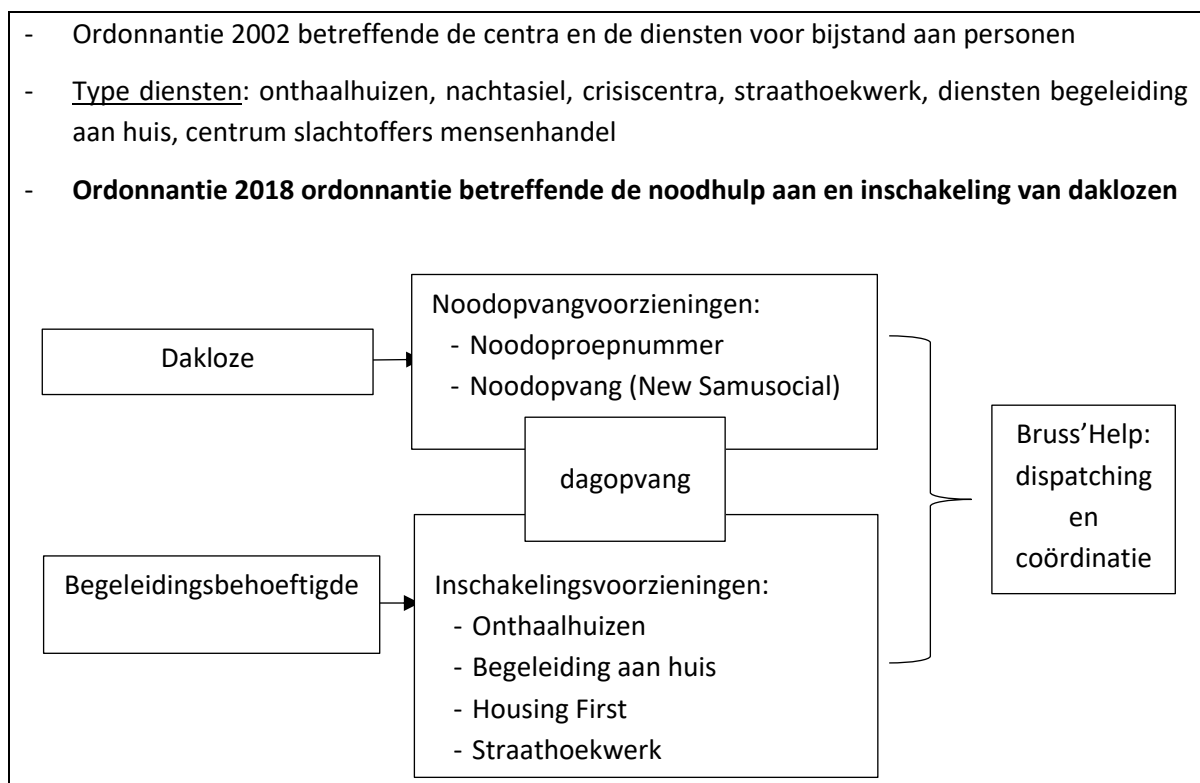 - Ordonnantie 2002 betreffende de centra en de diensten voor bijstand aan personen
- Type diensten: onthaalhuizen, nachtasiel, crisiscentra, straathoekwerk, diensten begeleiding
aan huis, centrum slachtoffers mensenhandel
- Ordonnantie 2018 ordonnantie betreffende de noodhulp aan en inschakeling van daklozen
Dakloze
Noodopvangvoorzieningen:
- Noodoproepnummer
- Noodopvang (New Samusocial)
dagopvang
Begeleidingsbehoeftigde
Inschakelingsvoorzieningen:
- Onthaalhuizen
- Begeleiding aan huis
- Housing First
- Straathoekwerk
Bruss’Help:
dispatching
en
coördinatie